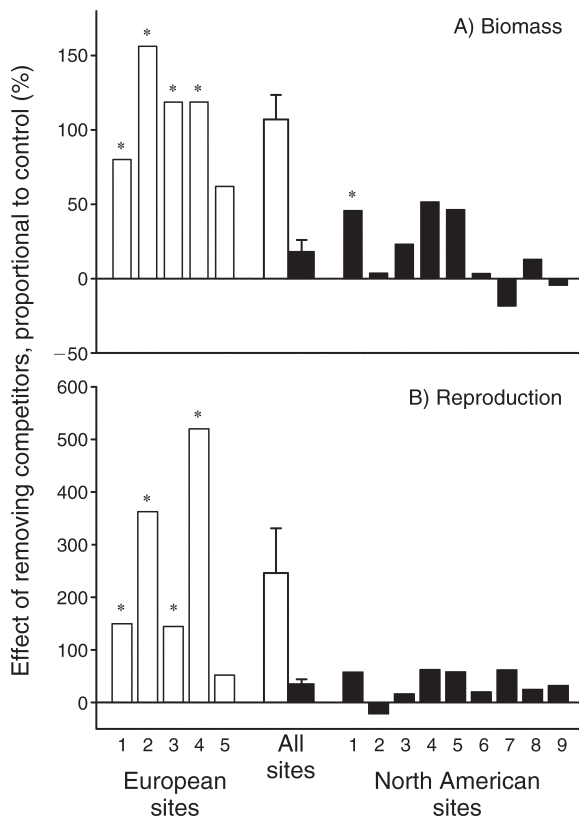 Effect of removing competitors, proportional to control (%)
A) Biomass
150
100
50
0
−50
* * * * *
B) Reproduction
600
500
400
300
200
100
0
* * * *
1 2 3 4 5 All 1 2 3 4 5 6 7 8 9
sites
European North American
sites sites